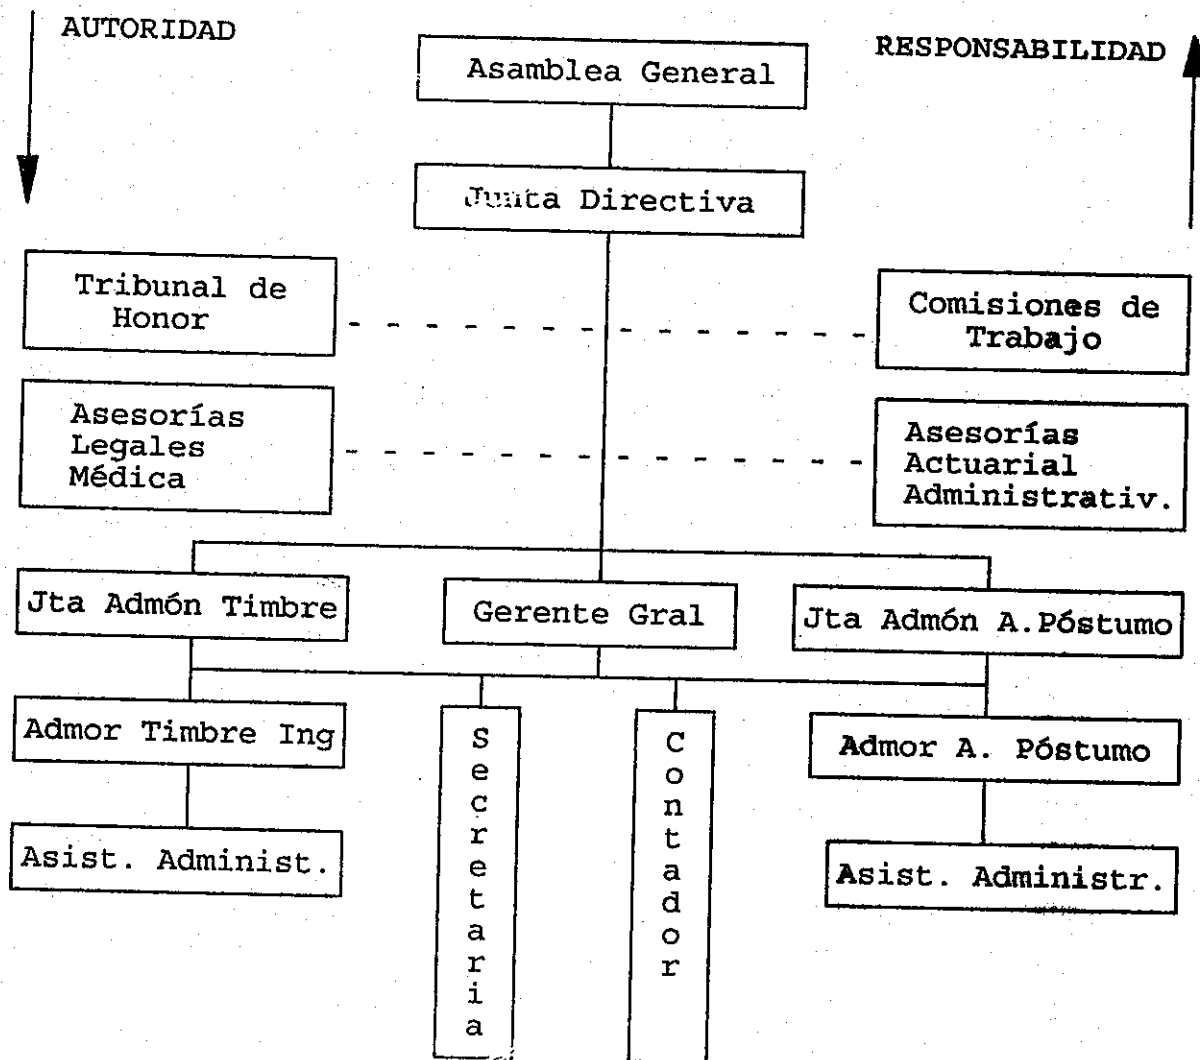 AUTORIDAD
RESPONSABILIDAD
Asamblea General
Junta Directiva
Tribunal de
Honor
Comisiones de
Trabajo
Asesorías
Legales
Médica
Asesorías
Actuarial
Administrativ.
Jta Admón Timbre
Gerente Gral
Jta Admón A.Póstumo
Admor Timbre Ing
Secretaria
Contador
Admor A. Póstumo
Asist. Administ.
Asist. Administr.